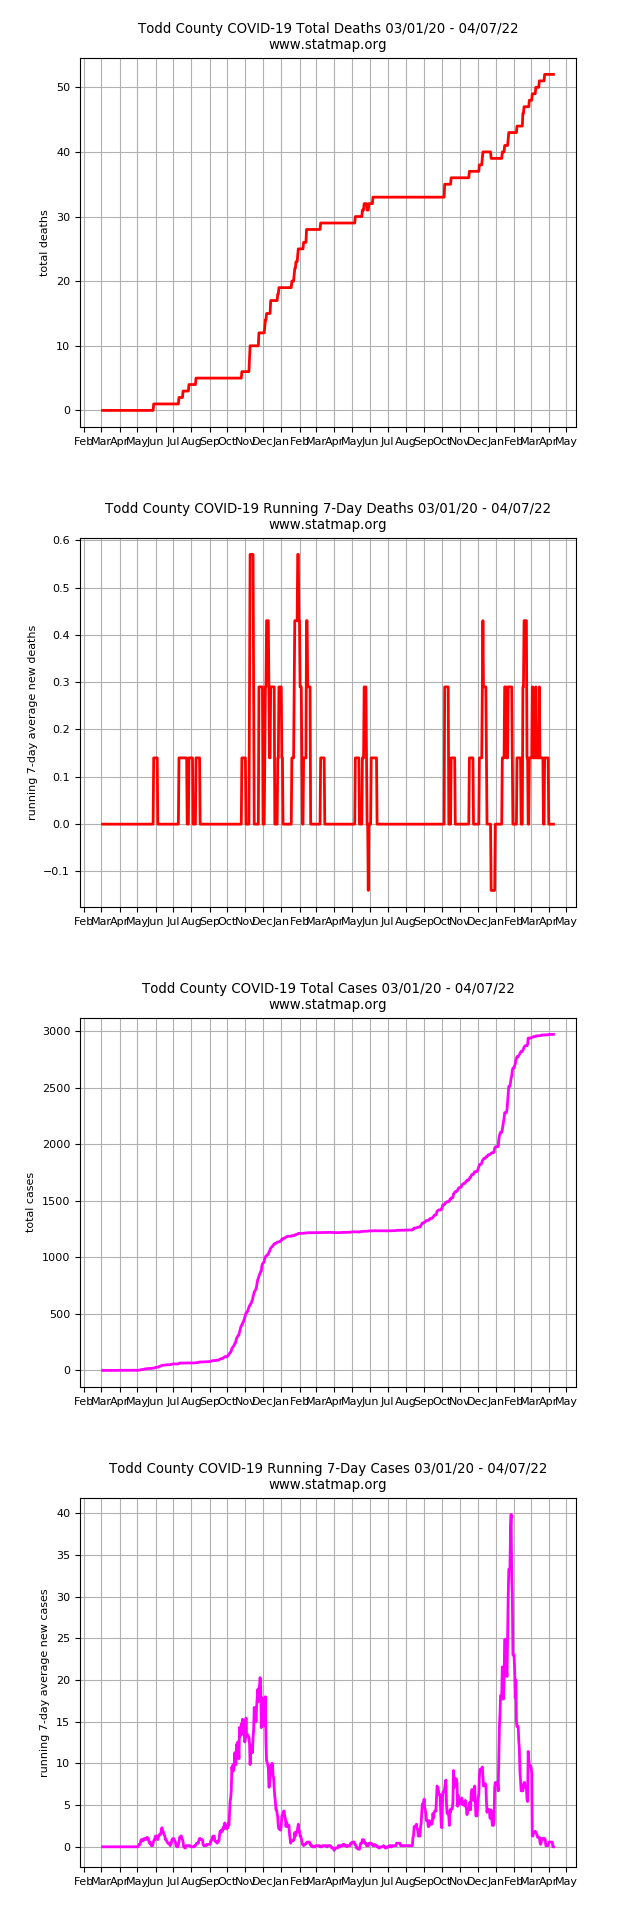 Todd County COVID-19 Total Deaths 03/01/20 - 04/07/22
www.statmap.org
50
40
30
20
10
0
total deaths
Feb Mar Apr May Jun Jul Aug Sep Oct Nov Dec Jan Feb Mar Apr May Jun Jul Aug Sep Oct Nov Dec Jan Feb Mar Apr May
Todd County COVID-19 Running 7-Day Deaths 03/01/20 - 04/07/22
www.statmap.org
0.6
0.5
0.4
0.3
0.2
0.1
0.0
−0.1
running 7-day average new deaths
Feb Mar Apr May Jun Jul Aug Sep Oct Nov Dec Jan Feb Mar Apr May Jun Jul Aug Sep Oct Nov Dec Jan Feb Mar Apr May
Todd County COVID-19 Total Cases 03/01/20 - 04/07/22
www.statmap.org
3000
2500
2000
1500
1000
500
0
total cases
Feb Mar Apr May Jun Jul Aug Sep Oct Nov Dec Jan Feb Mar Apr May Jun Jul Aug Sep Oct Nov Dec Jan Feb Mar Apr May
Todd County COVID-19 Running 7-Day Cases 03/01/20 - 04/07/22
www.statmap.org
40
35
30
25
20
15
10
5
0
running 7-day average new cases
Feb Mar Apr May Jun Jul Aug Sep Oct Nov Dec Jan Feb Mar Apr May Jun Jul Aug Sep Oct Nov Dec Jan Feb Mar Apr May